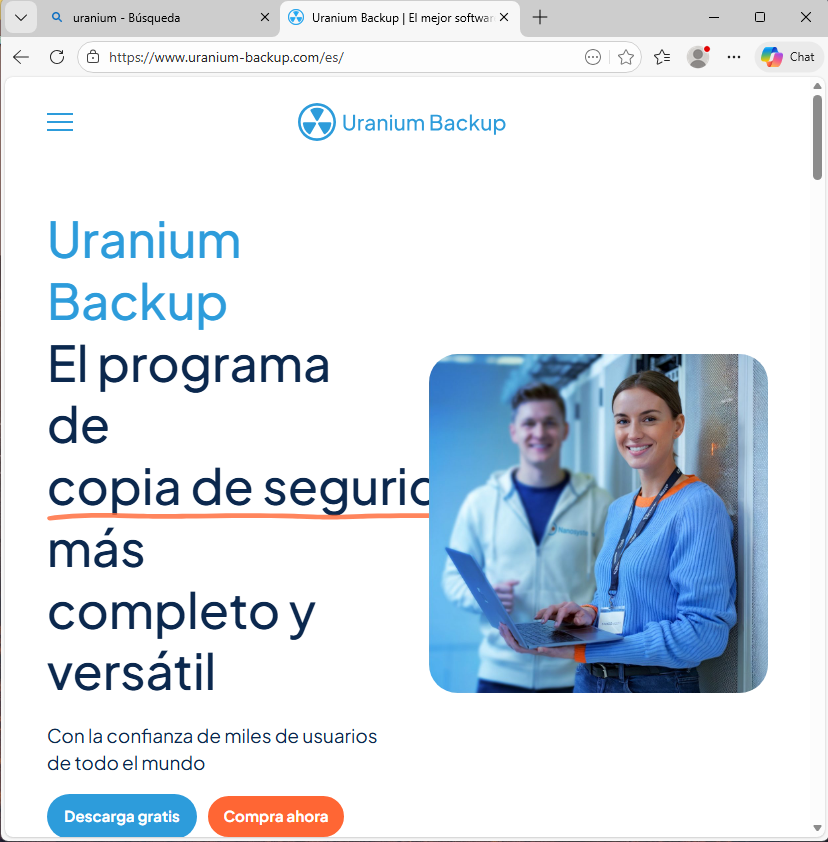 uranium - Búsqueda
Uranium Backup | El mejor softwar
https://www.uranium-backup.com/es/
Chat
Uranium Backup
Uranium
Backup
El programa
de
copia de seguric
más
completo y
versátil
Con la confianza de miles de usuarios
de todo el mundo
Descarga gratis
Compra ahora